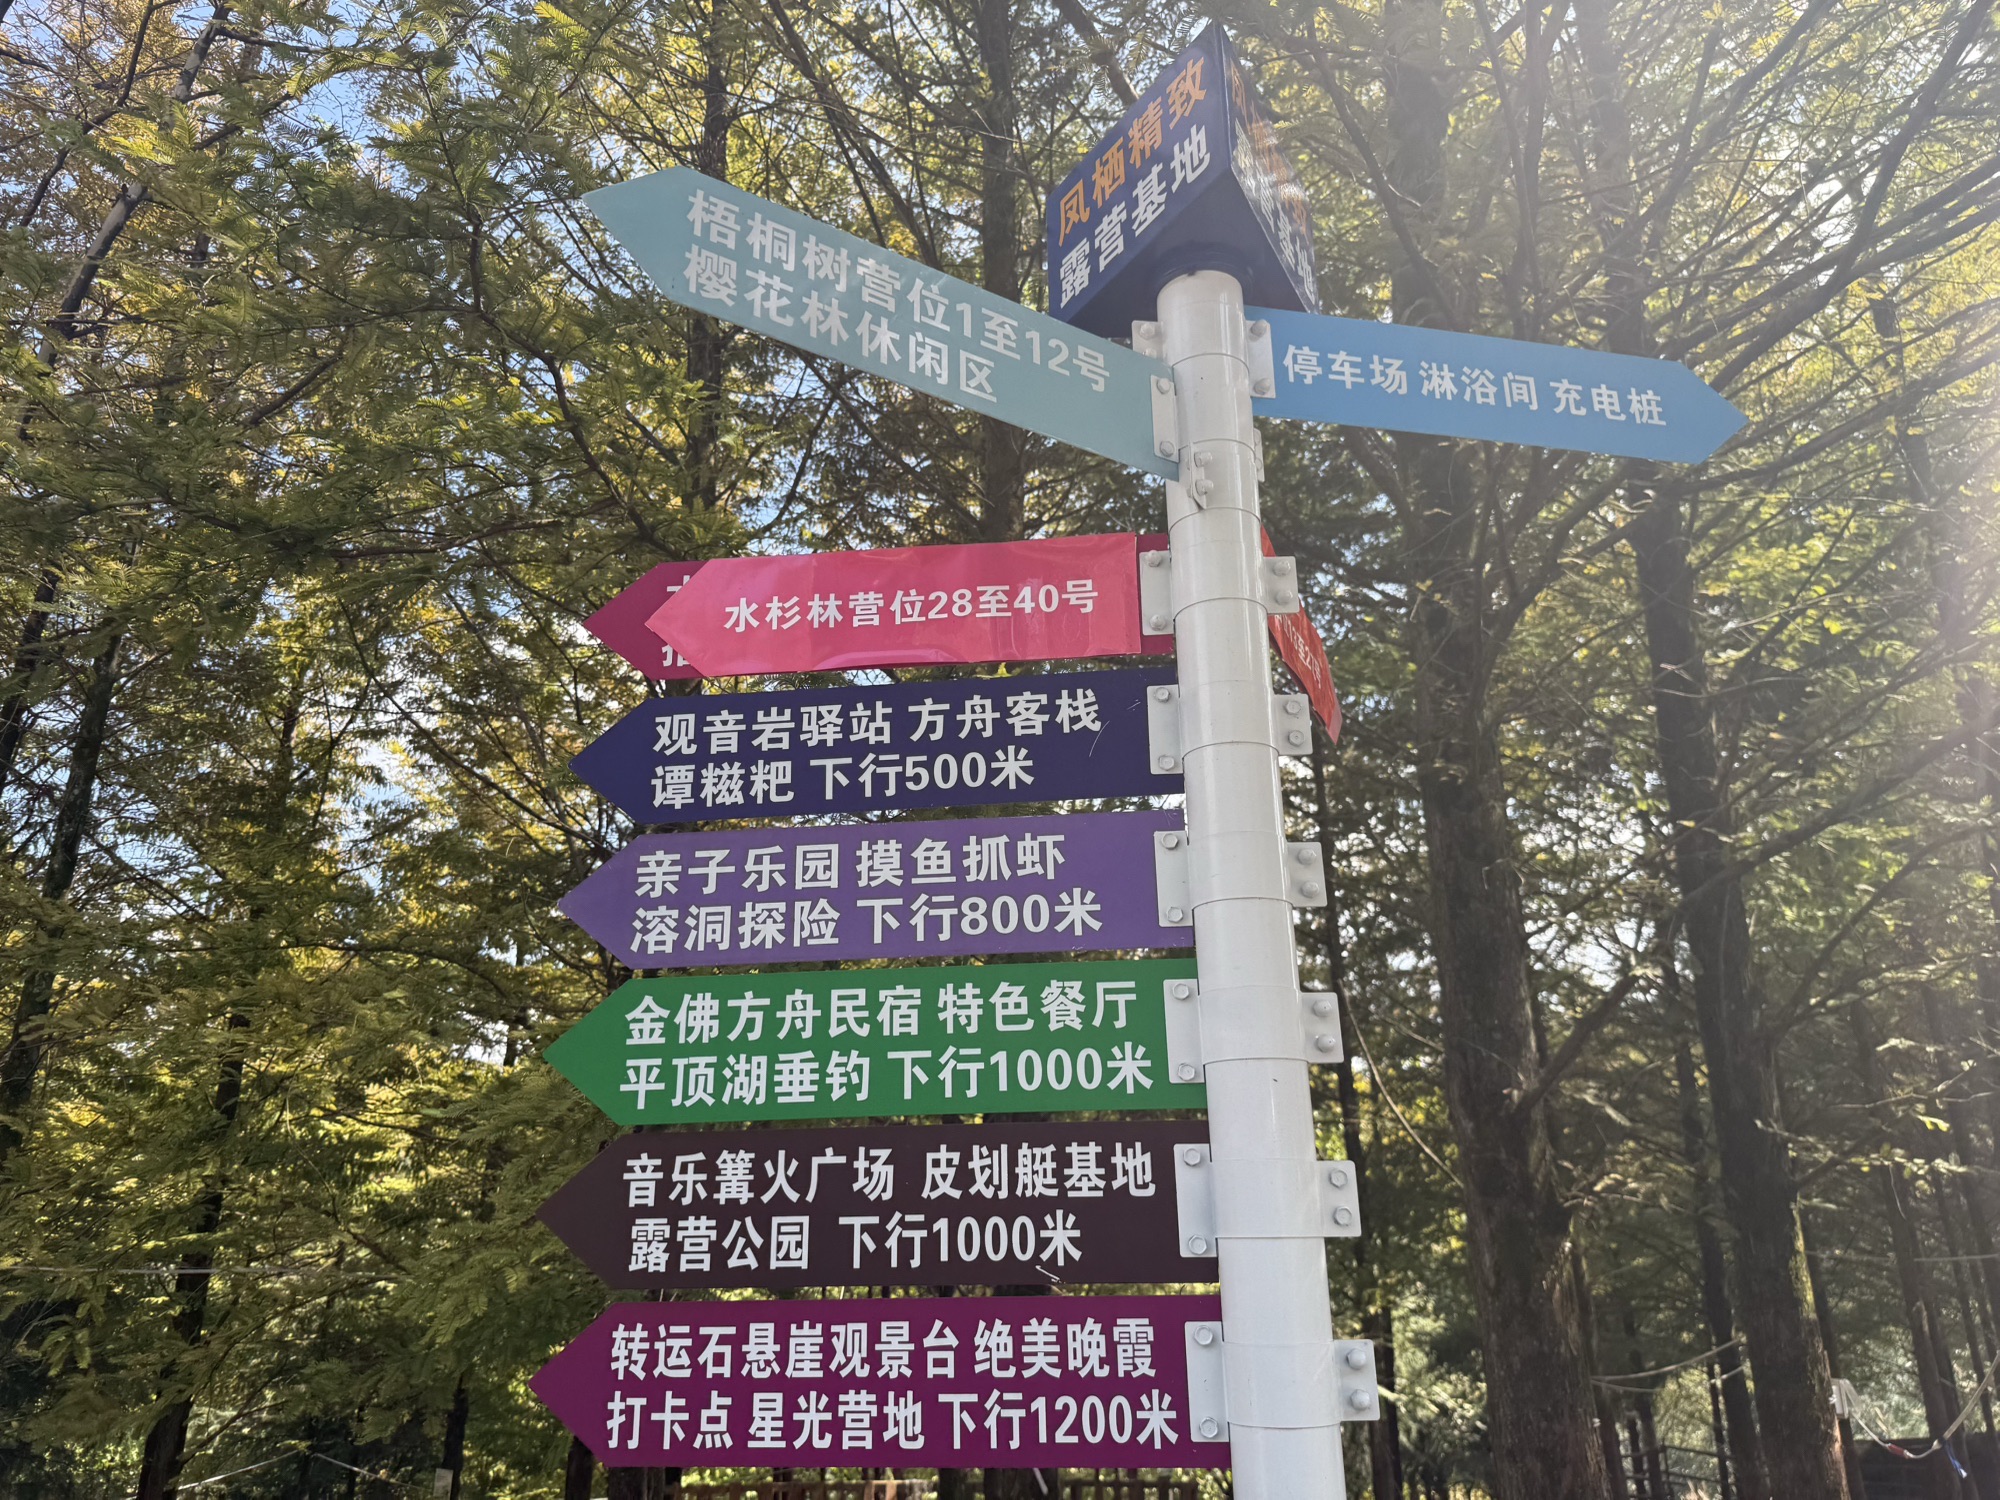 凤栖精致
露营基地
梧桐树营位1至12号
樱花林休闲区
停车场 淋浴间 充电桩
水杉林营位28至40号
观音岩驿站 方舟客栈
谭糍粑 下行500米
亲子乐园 摸鱼抓虾
溶洞探险 下行800米
金佛方舟民宿 特色餐厅
平顶湖垂钓 下行1000米
音乐篝火广场 皮划艇基地
露营公园 下行1000米
转运石悬崖观景台 绝美晚霞
打卡点 星光营地 下行1200米